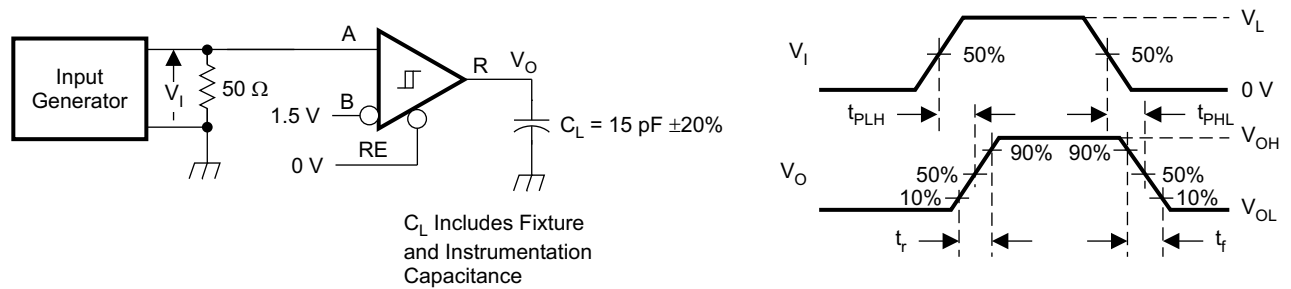 Input
Generator
V_I
50 Ω
A
1.5 V
B
0 V
RE
R
V_O
C_L = 15 pF ±20%
C_L Includes Fixture
and Instrumentation
Capacitance
V_I
50%
50%
V_L
0 V
t_PLH
t_PHL
V_O
90%
90%
50%
50%
10%
10%
V_OH
V_OL
t_r
t_f